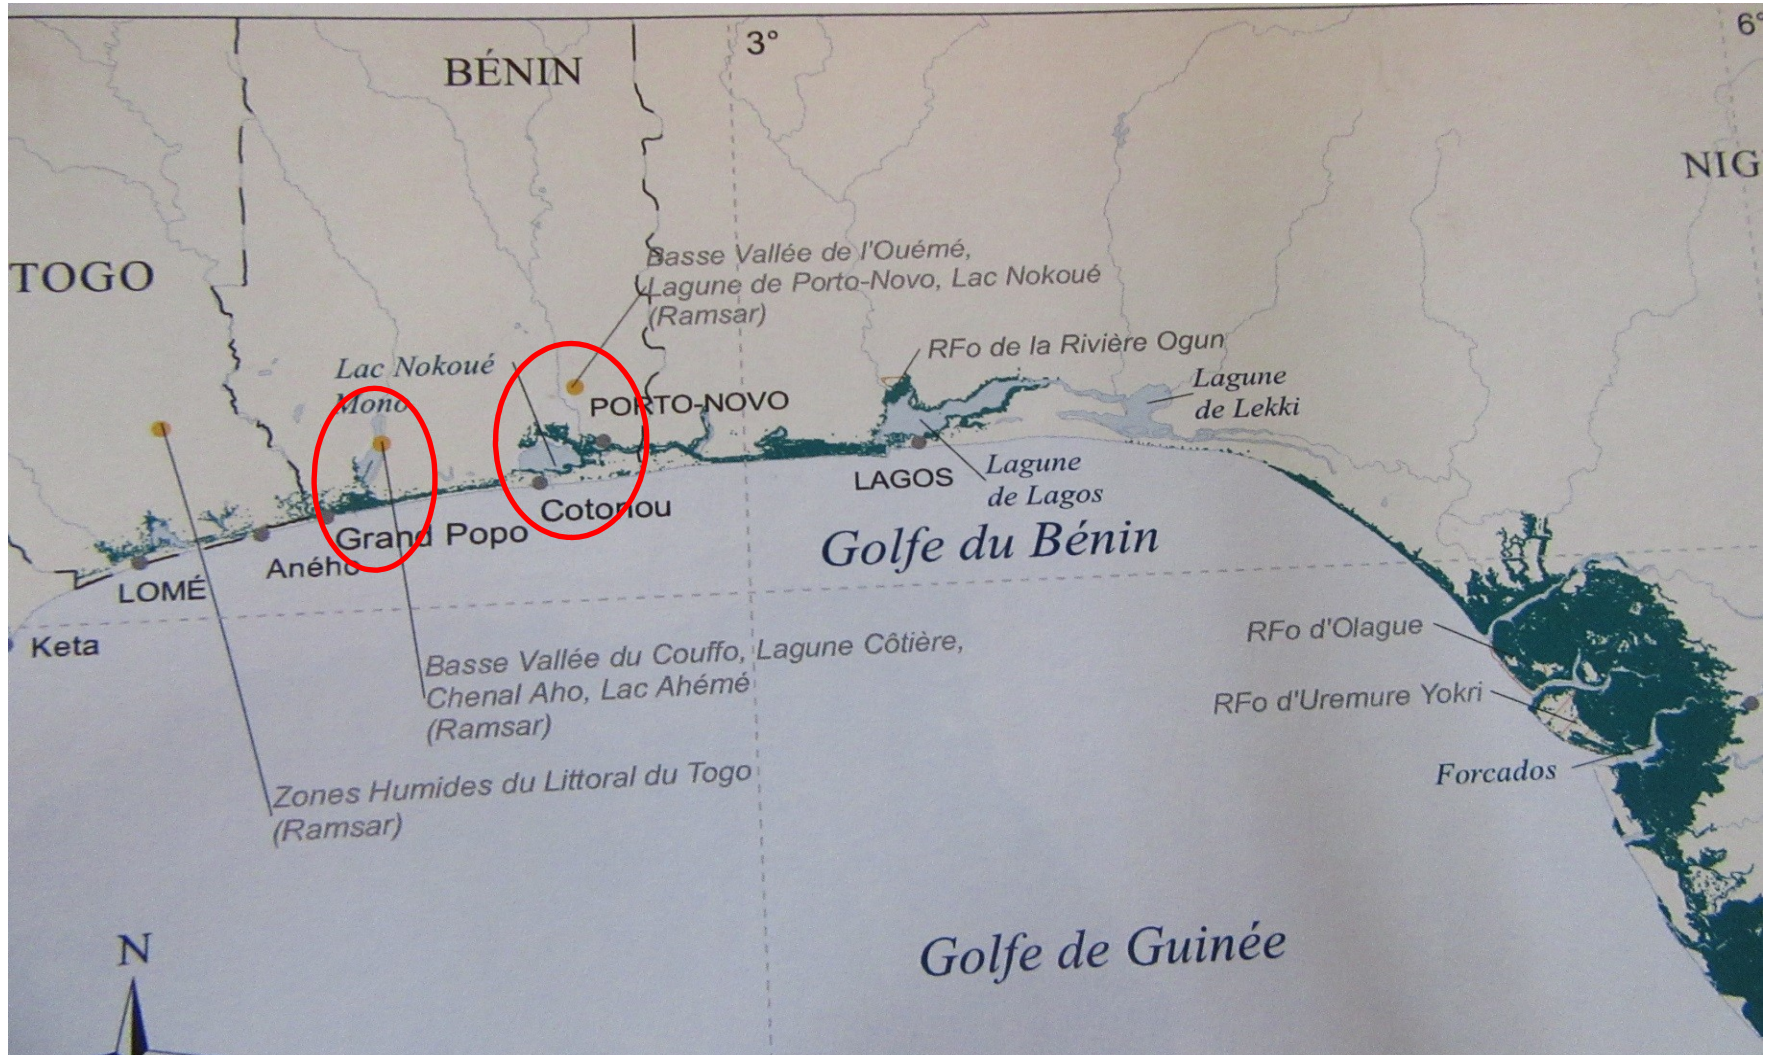 3°
6°
BÉNIN
NIG
TOGO
Basse Vallée de l'Ouémé,
Lagune de Porto-Novo, Lac Nokoué
(Ramsar)
RFo de la Rivière Ogun
Lac Nokoué
Mono
PORTO-NOVO
Lagune
de Lekki
LAGOS
Lagune
de Lagos
Cotonou
Grand Popo
Aného
LOMÉ
Keta
Golfe du Bénin
Basse Vallée du Couffo, Lagune Côtière,
Chenal Aho, Lac Ahémé
(Ramsar)
RFo d'Olague
RFo d'Uremure Yokri
Forcados
Zones Humides du Littoral du Togo
(Ramsar)
Golfe de Guinée
N